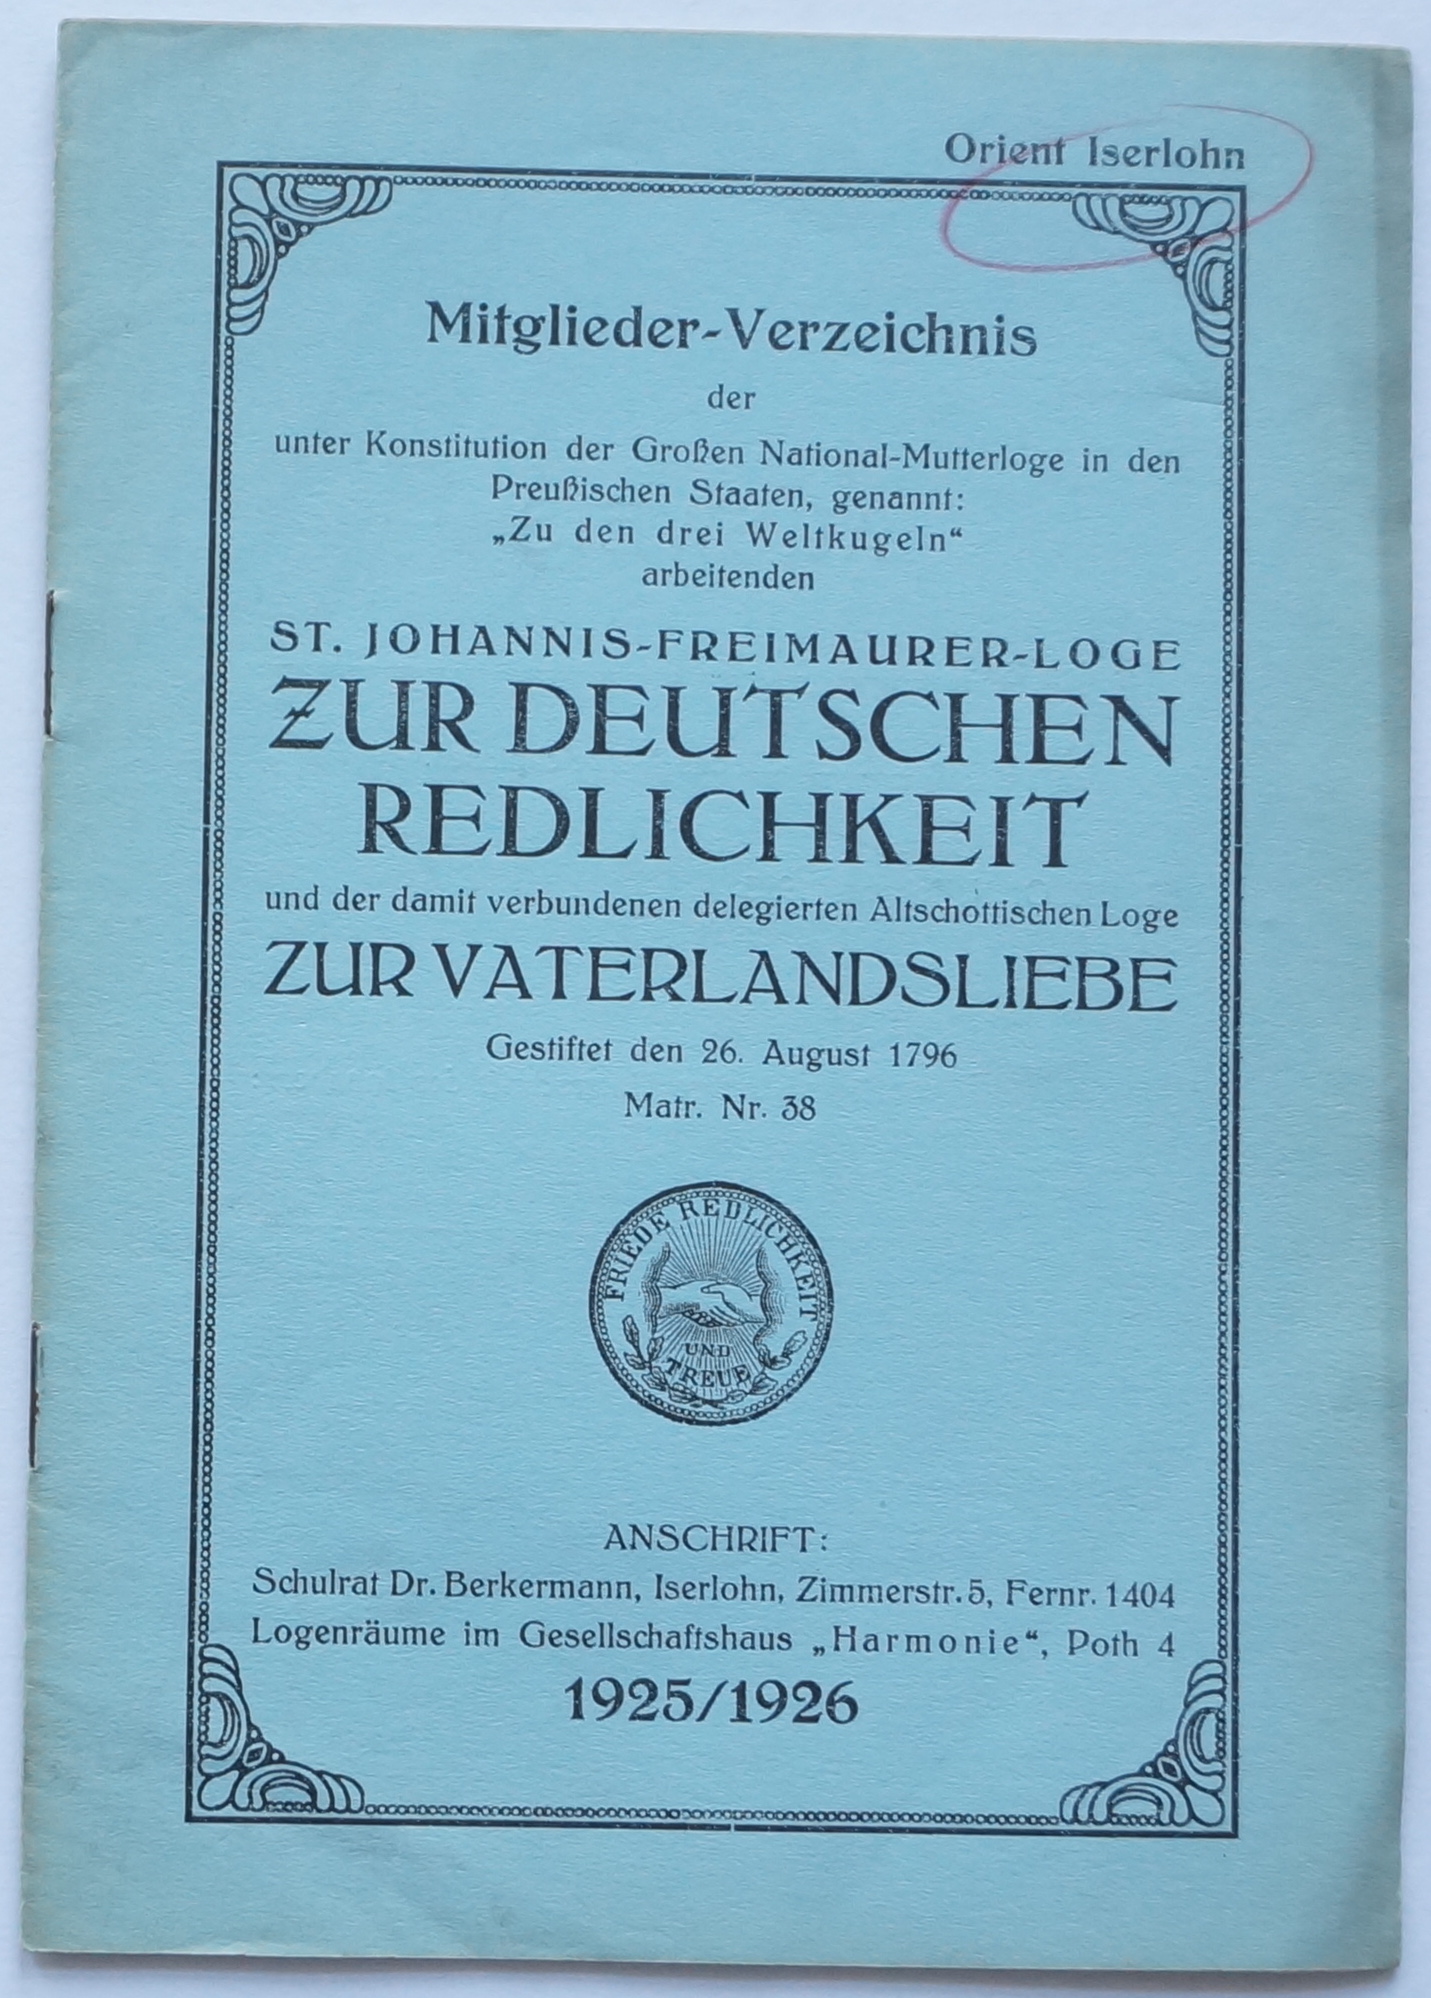 Orient Iserlohn
Mitglieder-Verzeichnis
der
unter Konstitution der Großen National-Mutterloge in den
Preußischen Staaten, genannt:
„Zu den drei Weltkugeln“
arbeitenden
ST. JOHANNIS-FREIMAURER-LOGE
ZUR DEUTSCHEN
REDLICHKEIT
und der damit verbundenen delegierten Altschottischen Loge
ZUR VATERLANDSLIEBE
Gestiftet den 26. August 1796
Matr. Nr. 38
FRIEDE REDLICHKEIT
UND
TREUE
ANSCHRIFT:
Schulrat Dr. Berkermann, Iserlohn, Zimmerstr. 5, Fernr. 1404
Logenräume im Gesellschaftshaus „Harmonie“, Poth 4
1925/1926